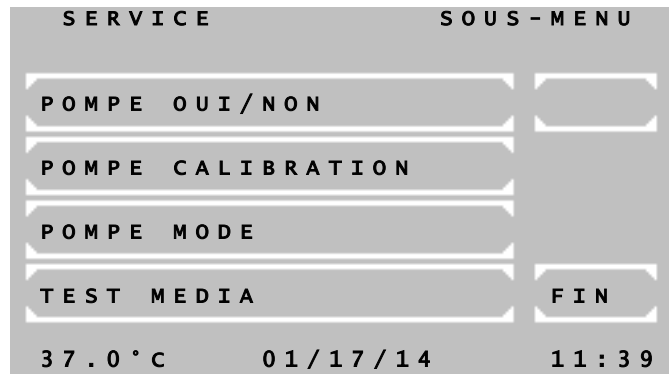 SERVICE SOUS-MENU
POMPE OUI/NON
POMPE CALIBRATION
POMPE MODE
TEST MEDIA FIN
37.0°C 01/17/14 11:39